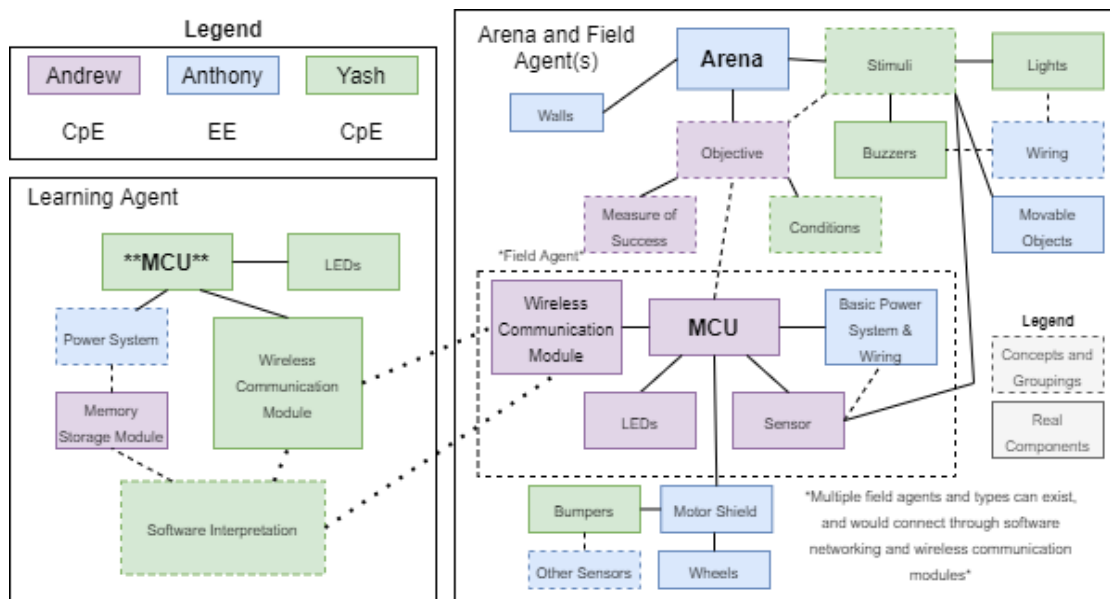 Legend
Andrew
Anthony
Yash
CpE
EE
CpE
Learning Agent
**MCU**
LEDs
Power System
Wireless
Communication
Module
Memory
Storage Module
Software Interpretation
Arena and Field
Agent(s)
Arena
Stimuli
Lights
Walls
Objective
Buzzers
Wiring
Measure of
Success
Conditions
Movable
Objects
*Field Agent*
Wireless
Communication
Module
MCU
Basic Power
System &
Wiring
LEDs
Sensor
Legend
Concepts and
Groupings
Real
Components
Bumpers
Motor Shield
Other Sensors
Wheels
*Multiple field agents and types can exist,
and would connect through software
networking and wireless communication
modules*